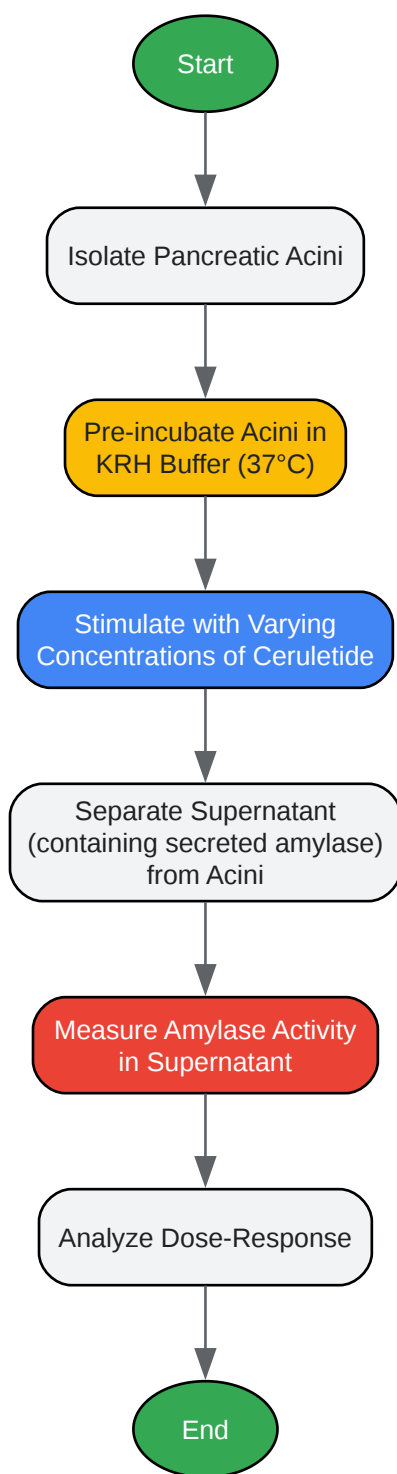 Start
Isolate Pancreatic Acini
Pre-incubate Acini in
KRH Buffer (37°C)
Stimulate with Varying
Concentrations of Ceruletide
Separate Supernatant
(containing secreted amylase)
from Acini
Measure Amylase Activity
in Supernatant
Analyze Dose-Response
End